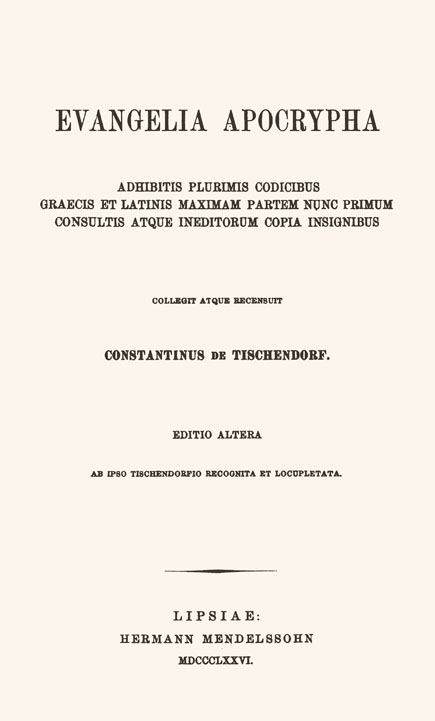 EVANGELIA APOCRYPHA
ADHIBITIS PLURIMIS CODICIBUS
GRAECIS ET LATINIS MAXIMAM PARTEM NUNC PRIMUM
CONSULTIS ATQUE INEDITORUM COPIA INSIGNIBUS
COLLEGIT ATQUE RECENSUIT
CONSTANTINUS DE TISCHENDORF.
EDITIO ALTERA
AB IPSO TISCHENDORFIO RECOGNITA ET LOCUPLETATA.
LIPSIAE:
HERMANN MENDELSSOHN
MDCCCLXXVI.